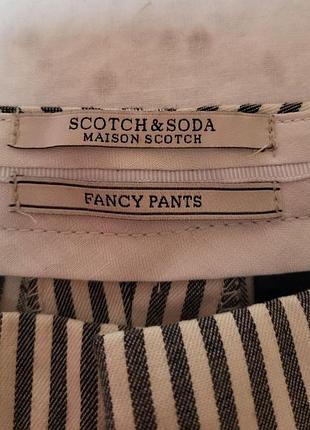 SCOTCH & SODA
MAISON SCOTCH
FANCY PANTS